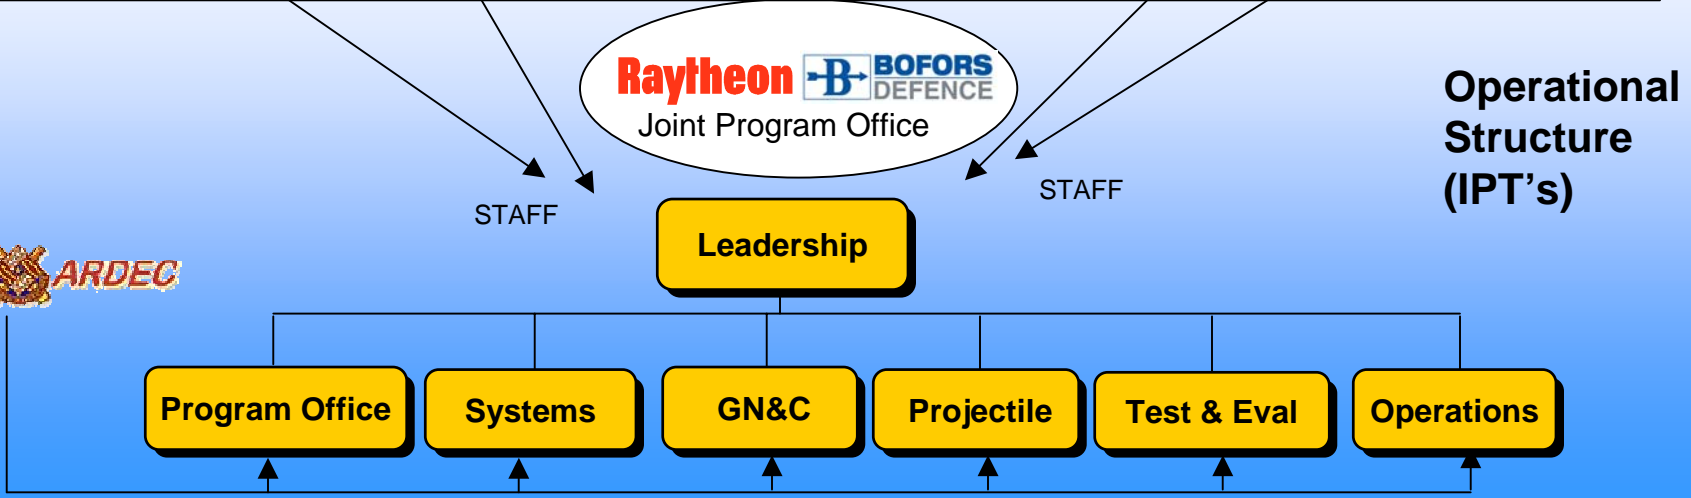 Raytheon B BOFORS
DEFENCE
Joint Program Office
Operational
Structure
(IPT's)
STAFF
STAFF
Leadership
ARDEC
Program Office
Systems
GN&C
Projectile
Test & Eval
Operations